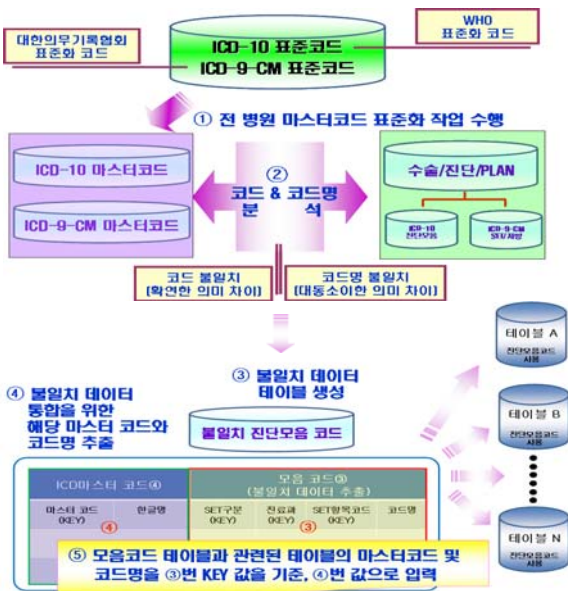 WHO
표준화 코드
대한의무기록협회
표준화 코드
ICD-10 표준코드
ICD-9-CM 표준코드
① 전 병원 마스터코드 표준화 작업 수행
ICD-10 마스터코드
ICD-9-CM 마스터코드
②
코드 & 코드명
분 석
수술/진단/PLAN
ICD-10
진단모음
ICD-9-CM
코드 불일치
(확연한 의미 차이)
코드명 불일치
(대동소이한 의미 차이)
③ 불일치 데이터
테이블 생성
④ 불일치 데이터
통합을 위한
해당 마스터 코드와
코드명 추출
불일치 진단모음 코드
테이블 A
진단모음코드
사용
테이블 B
진단모음코드
사용
테이블 N
진단모음코드
사용
ICD마스터 코드④
모음 코드③
(불일치 데이터 추출)
마스터 코드
(KEY)
한글명
SET구분
(KEY)
진료과
(KEY)
SET항목코드
(KEY)
코드명
④
③
⑤ 모음코드 테이블과 관련된 테이블의 마스터코드 및
코드명을 ③번 KEY 값을 기준, ④번 값으로 입력